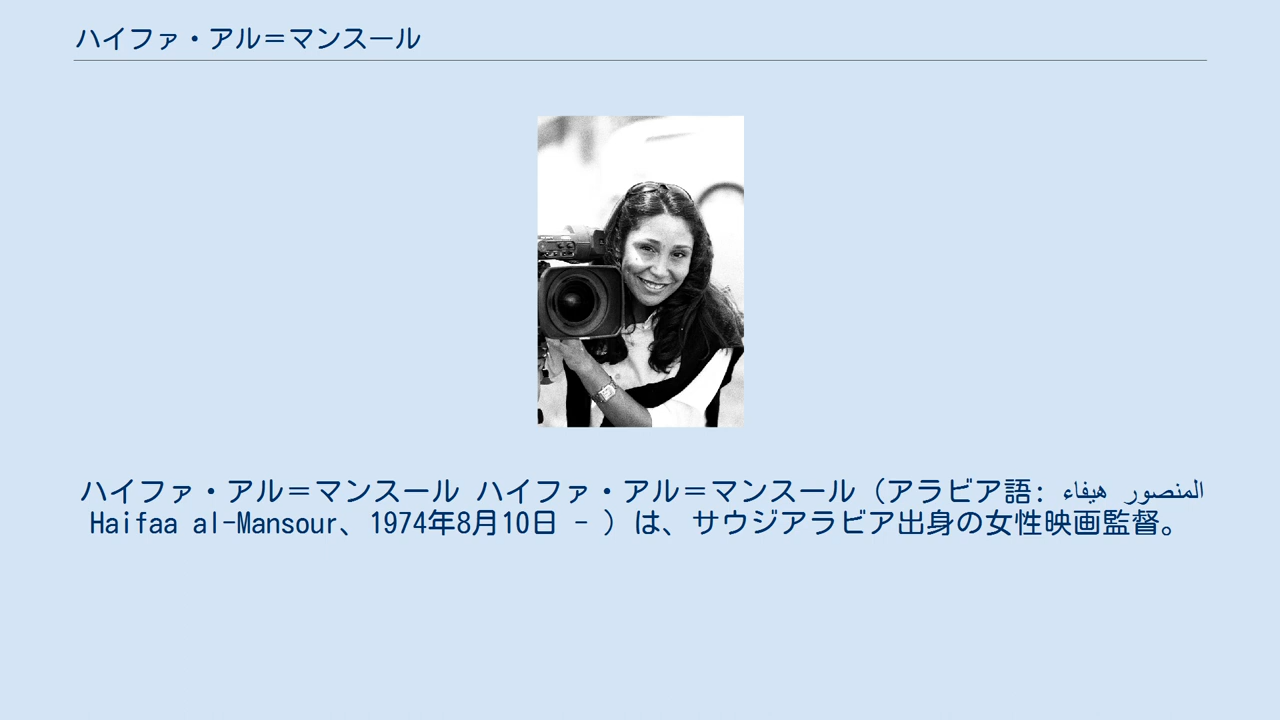 ハイファ・アル＝マンスール
ハイファ・アル＝マンスール ハイファ・アル＝マンスール（アラビア語: هيفاء المنصور
Haifaa al-Mansour、1974年8月10日 - ）は、サウジアラビア出身の女性映画監督。